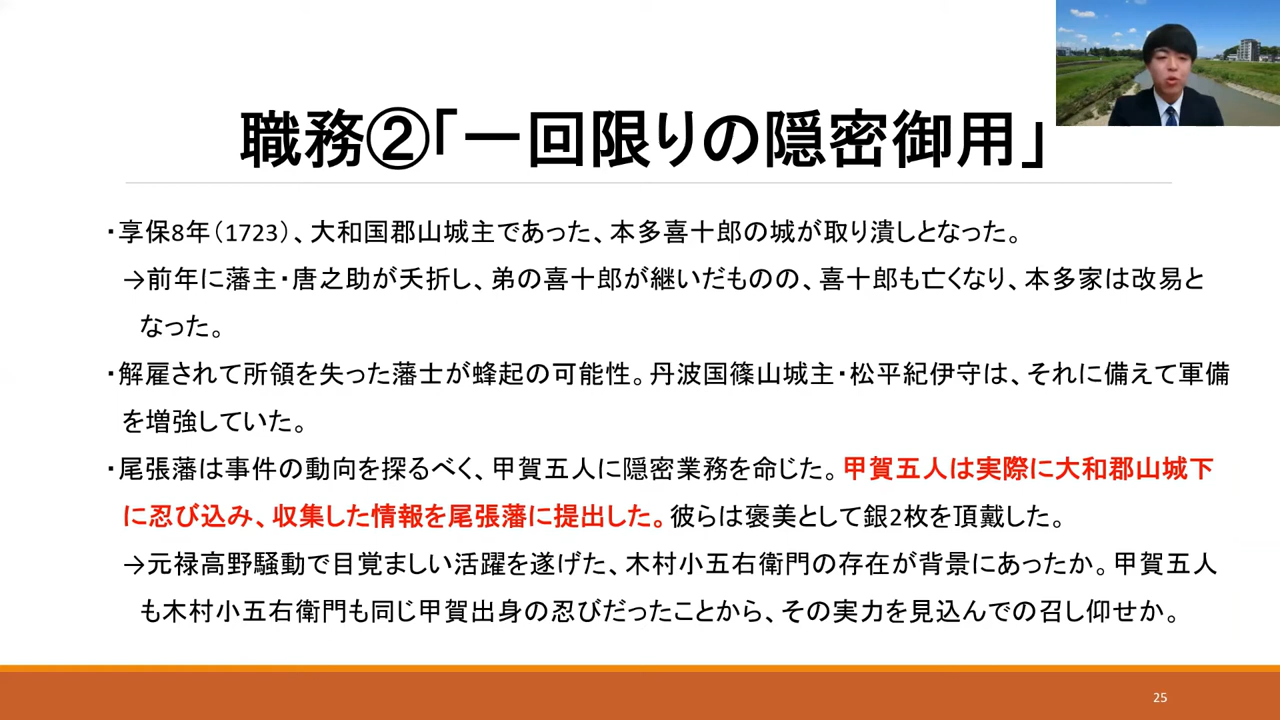 職務②「一回限りの隠密御用」
・享保8年（1723）、大和国郡山城主であった、本多喜十郎の城が取り潰しとなった。
→前年に藩主・唐之助が夭折し、弟の喜十郎が継いだものの、喜十郎も亡くなり、本多家は改易と
なった。
・解雇されて所領を失った藩士が蜂起の可能性。丹波国篠山城主・松平紀伊守は、それに備えて軍備
を増強していた。
・尾張藩は事件の動向を探るべく、甲賀五人に隠密業務を命じた。甲賀五人は実際に大和郡山城下
に忍び込み、収集した情報を尾張藩に提出した。彼らは褒美として銀2枚を頂戴した。
→元禄高野騒動で目覚ましい活躍を遂げた、木村小五右衛門の存在が背景にあったか。甲賀五人
も木村小五右衛門も同じ甲賀出身の忍びだったことから、その実力を見込んでの召し仰せか。
25